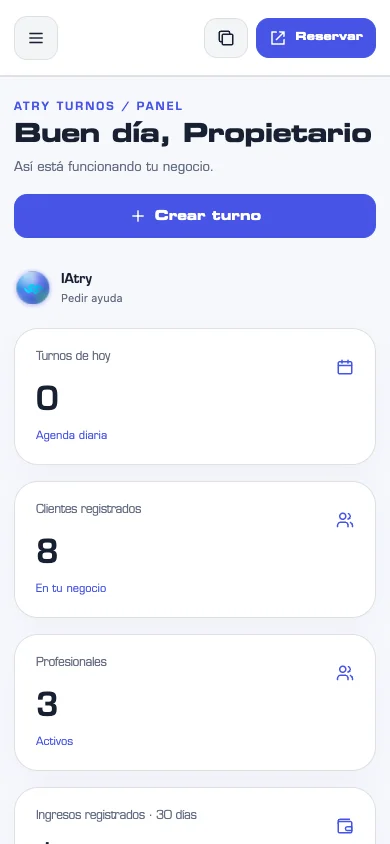 Reservar
ATRY TURNOS / PANEL
Buen día, Propietario
Así está funcionando tu negocio.
Crear turno
IAtry
Pedir ayuda
Turnos de hoy
0
Agenda diaria
Clientes registrados
8
En tu negocio
Profesionales
3
Activos
Ingresos registrados · 30 días